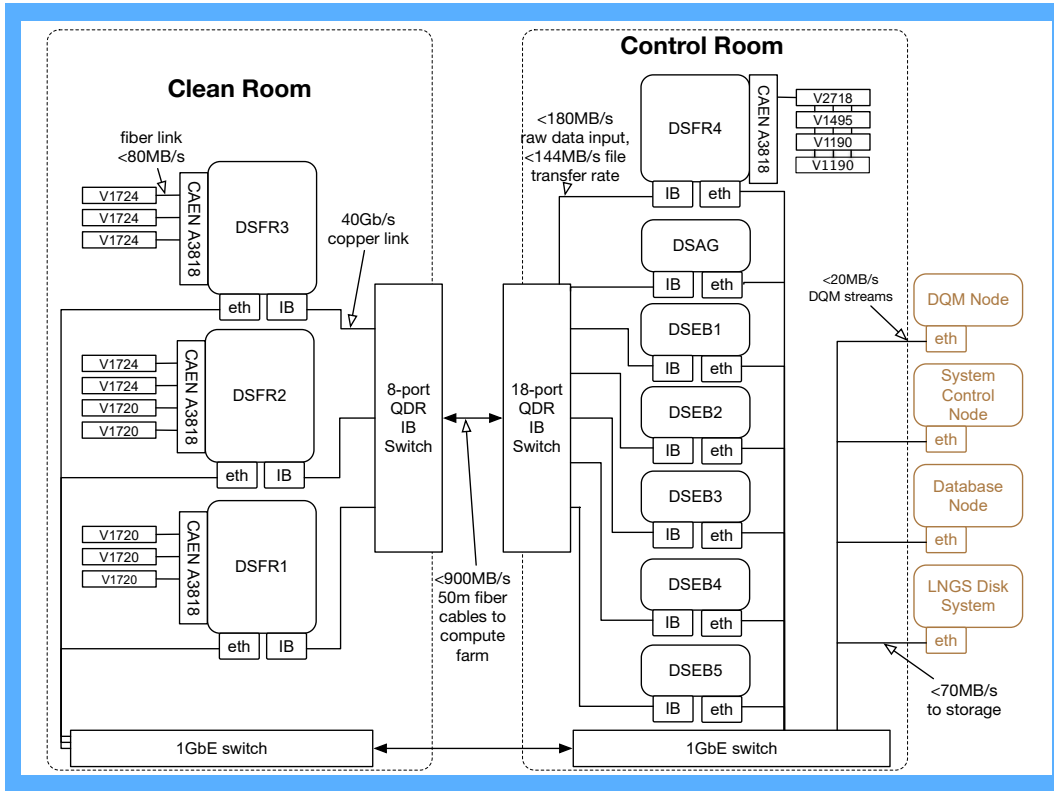 Clean Room
fiber link
<80MB/s
V1724
V1724
V1724
CAEN A3818
DSFR3
eth
IB
40Gb/s
copper link
V1724
V1724
V1720
V1720
CAEN A3818
DSFR2
eth
IB
V1720
V1720
V1720
CAEN A3818
DSFR1
eth
IB
8-port
QDR
IB
Switch
<900MB/s
50m fiber
cables to
compute
farm
1GbE switch
Control Room
<180MB/s
raw data input,
<144MB/s file
transfer rate
DSFR4
CAEN A3818
V2718
V1495
V1190
V1190
IB
eth
18-port
QDR
IB
Switch
DSAG
IB
eth
DSEB1
IB
eth
DSEB2
IB
eth
DSEB3
IB
eth
DSEB4
IB
eth
DSEB5
IB
eth
1GbE switch
<20MB/s
DQM streams
DQM Node
eth
System
Control
Node
eth
Database
Node
eth
LNGS Disk
System
eth
<70MB/s
to storage